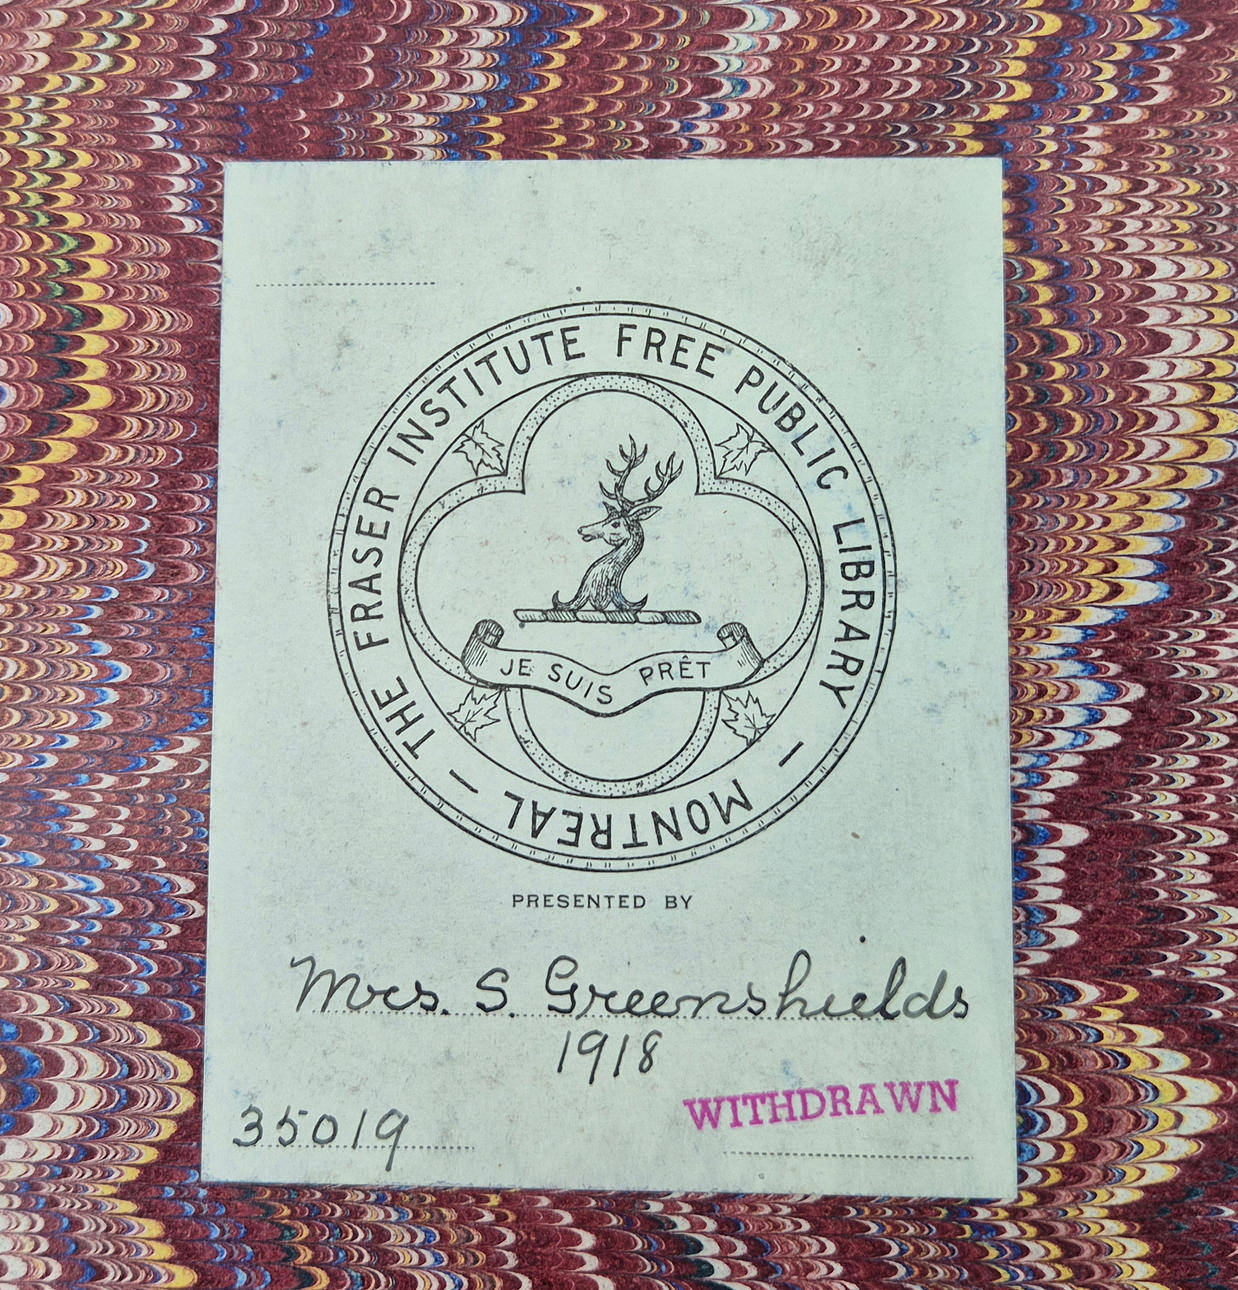 THE FRASER INSTITUTE FREE PUBLIC LIBRARY
— MONTREAL —
JE SUIS PRÊT
PRESENTED BY
Mrs. S. Greenshields
1918
WITHDRAWN
35019